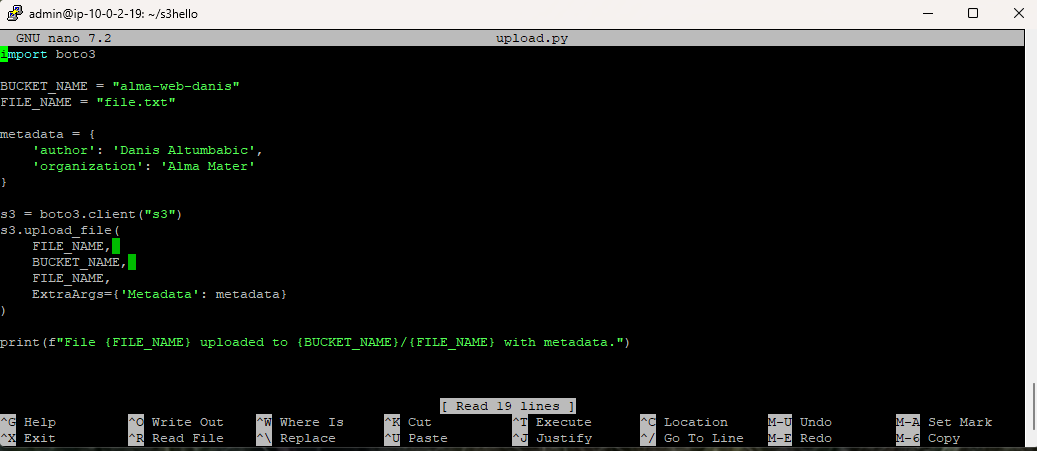 admin@ip-10-0-2-19: ~/s3hello
GNU nano 7.2 upload.py
import boto3
BUCKET_NAME = "alma-web-danis"
FILE_NAME = "file.txt"
metadata = {
    'author': 'Danis Altumbabic',
    'organization': 'Alma Mater'
}
s3 = boto3.client("s3")
s3.upload_file(
    FILE_NAME,
    BUCKET_NAME,
    FILE_NAME,
    ExtraArgs={'Metadata': metadata}
)
print(f"File {FILE_NAME} uploaded to {BUCKET_NAME}/{FILE_NAME} with metadata.")
[ Read 19 lines ]
^G Help ^O Write Out ^W Where Is ^K Cut ^T Execute ^C Location M-U Undo M-A Set Mark
^X Exit ^R Read File ^\ Replace ^U Paste ^J Justify ^/ Go To Line M-E Redo M-6 Copy